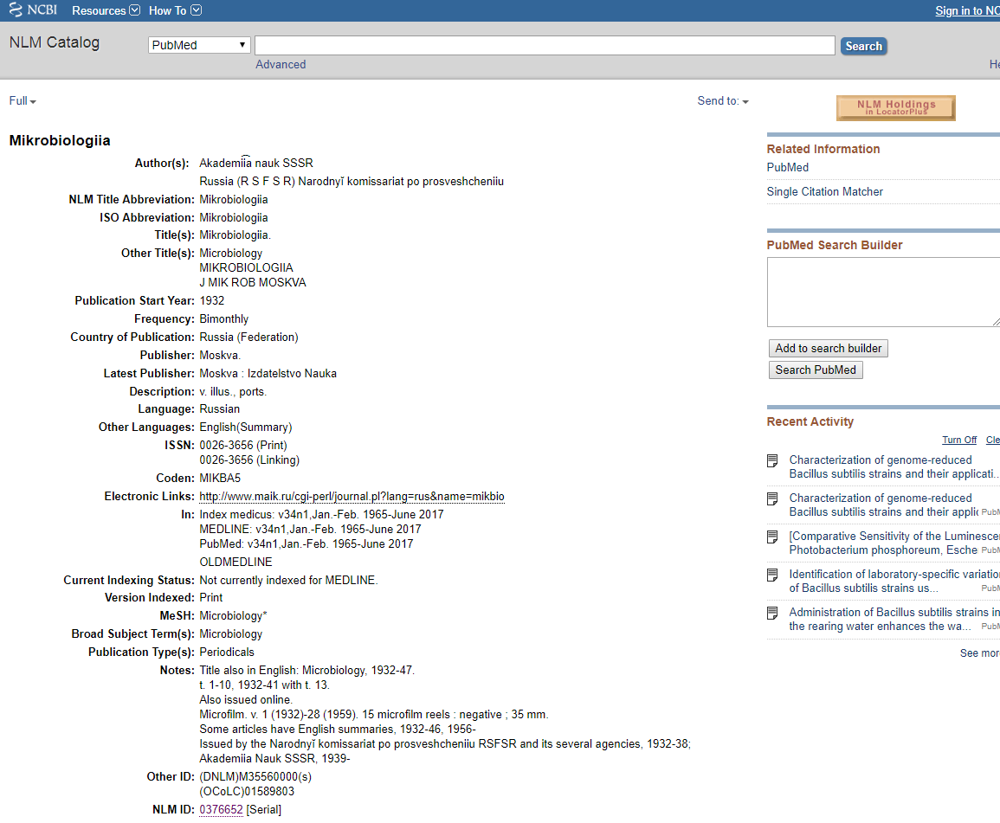 NCBI Resources How To Sign in to NC
NLM Catalog PubMed Search
Advanced He
Full Send to:
NLM Holdings
in LocatorPlus
Mikrobiologiia
Author(s): Akademii͡a nauk SSSR
Russia (R S F S R) Narodnyĭ komissariat po prosveshcheniiu
NLM Title Abbreviation: Mikrobiologiia
ISO Abbreviation: Mikrobiologiia
Title(s): Mikrobiologiia.
Other Title(s): Microbiology
MIKROBIOLOGIIA
J MIK ROB MOSKVA
Publication Start Year: 1932
Frequency: Bimonthly
Country of Publication: Russia (Federation)
Publisher: Moskva.
Latest Publisher: Moskva : Izdatelstvo Nauka
Description: v. illus., ports.
Language: Russian
Other Languages: English(Summary)
ISSN: 0026-3656 (Print)
0026-3656 (Linking)
Coden: MIKBA5
Electronic Links: http://www.maik.ru/cgi-perl/journal.pl?lang=rus&name=mikbio
In: Index medicus: v34n1,Jan.-Feb. 1965-June 2017
MEDLINE: v34n1,Jan.-Feb. 1965-June 2017
PubMed: v34n1,Jan.-Feb. 1965-June 2017
OLDMEDLINE
Current Indexing Status: Not currently indexed for MEDLINE.
Version Indexed: Print
MeSH: Microbiology*
Broad Subject Term(s): Microbiology
Publication Type(s): Periodicals
Notes: Title also in English: Microbiology, 1932-47.
t. 1-10, 1932-41 with t. 13.
Also issued online.
Microfilm. v. 1 (1932)-28 (1959). 15 microfilm reels : negative ; 35 mm.
Some articles have English summaries, 1932-46, 1956-
Issued by the Narodnyĭ komissariat po prosveshcheniiu RSFSR and its several agencies, 1932-38;
Akademiia Nauk SSSR, 1939-
Other ID: (DNLM)M35560000(s)
(OCoLC)01589803
NLM ID: 0376652 [Serial]
Related Information
PubMed
Single Citation Matcher
PubMed Search Builder
Add to search builder
Search PubMed
Recent Activity
Turn Off Cle
Characterization of genome-reduced
Bacillus subtilis strains and their applicati..
Characterization of genome-reduced
Bacillus subtilis strains and their applic PubM
[Comparative Sensitivity of the Luminescer
Photobacterium phosphoreum, Esche PubM
Identification of laboratory-specific variation
of Bacillus subtilis strains us... PubM
Administration of Bacillus subtilis strains in
the rearing water enhances the wa... PubM
See mor